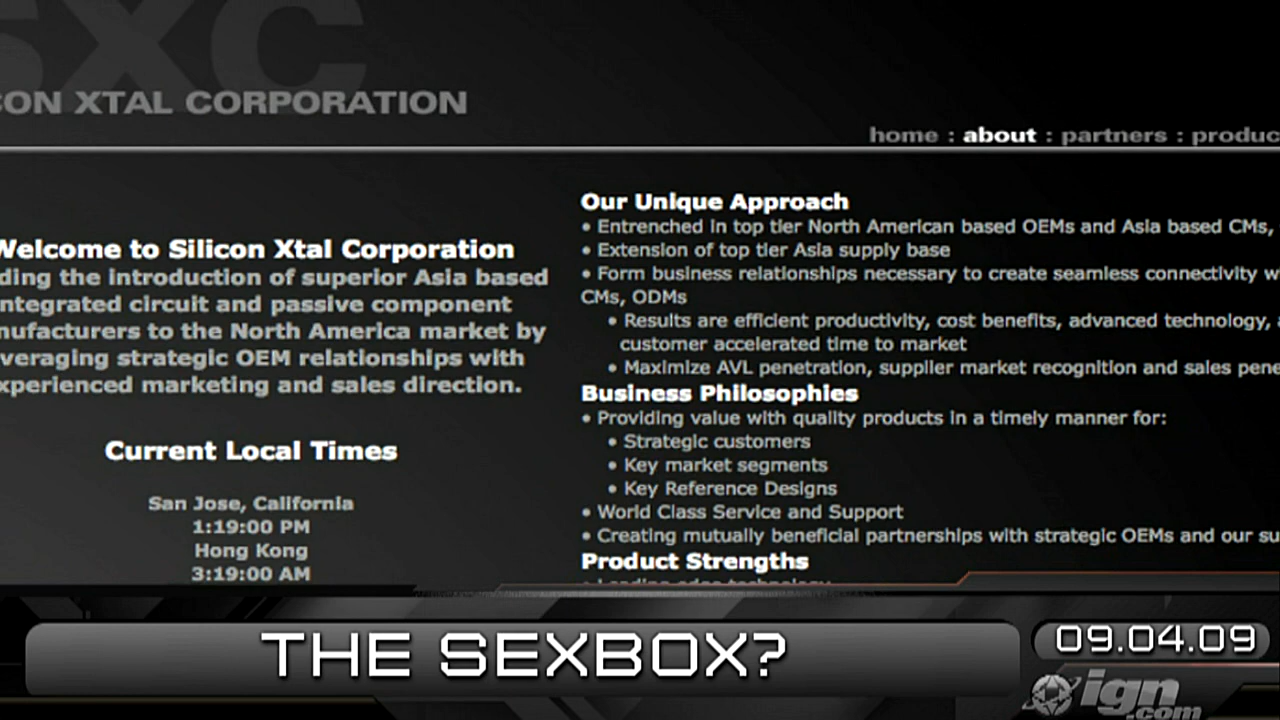 SXC
CON XTAL CORPORATION
home : about : partners : produc
Welcome to Silicon Xtal Corporation
ding the introduction of superior Asia based
ntegrated circuit and passive component
nufacturers to the North America market by
veraging strategic OEM relationships with
xperienced marketing and sales direction.
Current Local Times
San Jose, California
1:19:00 PM
Hong Kong
3:19:00 AM
Our Unique Approach
• Entrenched in top tier North American based OEMs and Asia based CMs,
• Extension of top tier Asia supply base
• Form business relationships necessary to create seamless connectivity w
CMs, ODMs
• Results are efficient productivity, cost benefits, advanced technology,
customer accelerated time to market
• Maximize AVL penetration, supplier market recognition and sales pene
Business Philosophies
• Providing value with quality products in a timely manner for:
• Strategic customers
• Key market segments
• Key Reference Designs
• World Class Service and Support
• Creating mutually beneficial partnerships with strategic OEMs and our su
Product Strengths
• Leading edge technology
THE SEXBOX?
09.04.09
ign
.com